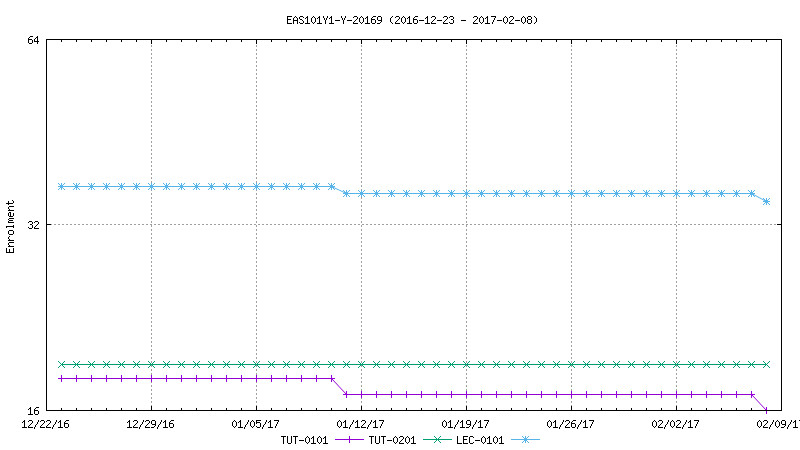 EAS101Y1-Y-20169 (2016-12-23 - 2017-02-08)
64
32
16
Enrolment
12/22/16 12/29/16 01/05/17 01/12/17 01/19/17 01/26/17 02/02/17 02/09/17
TUT-0101 TUT-0201 LEC-0101